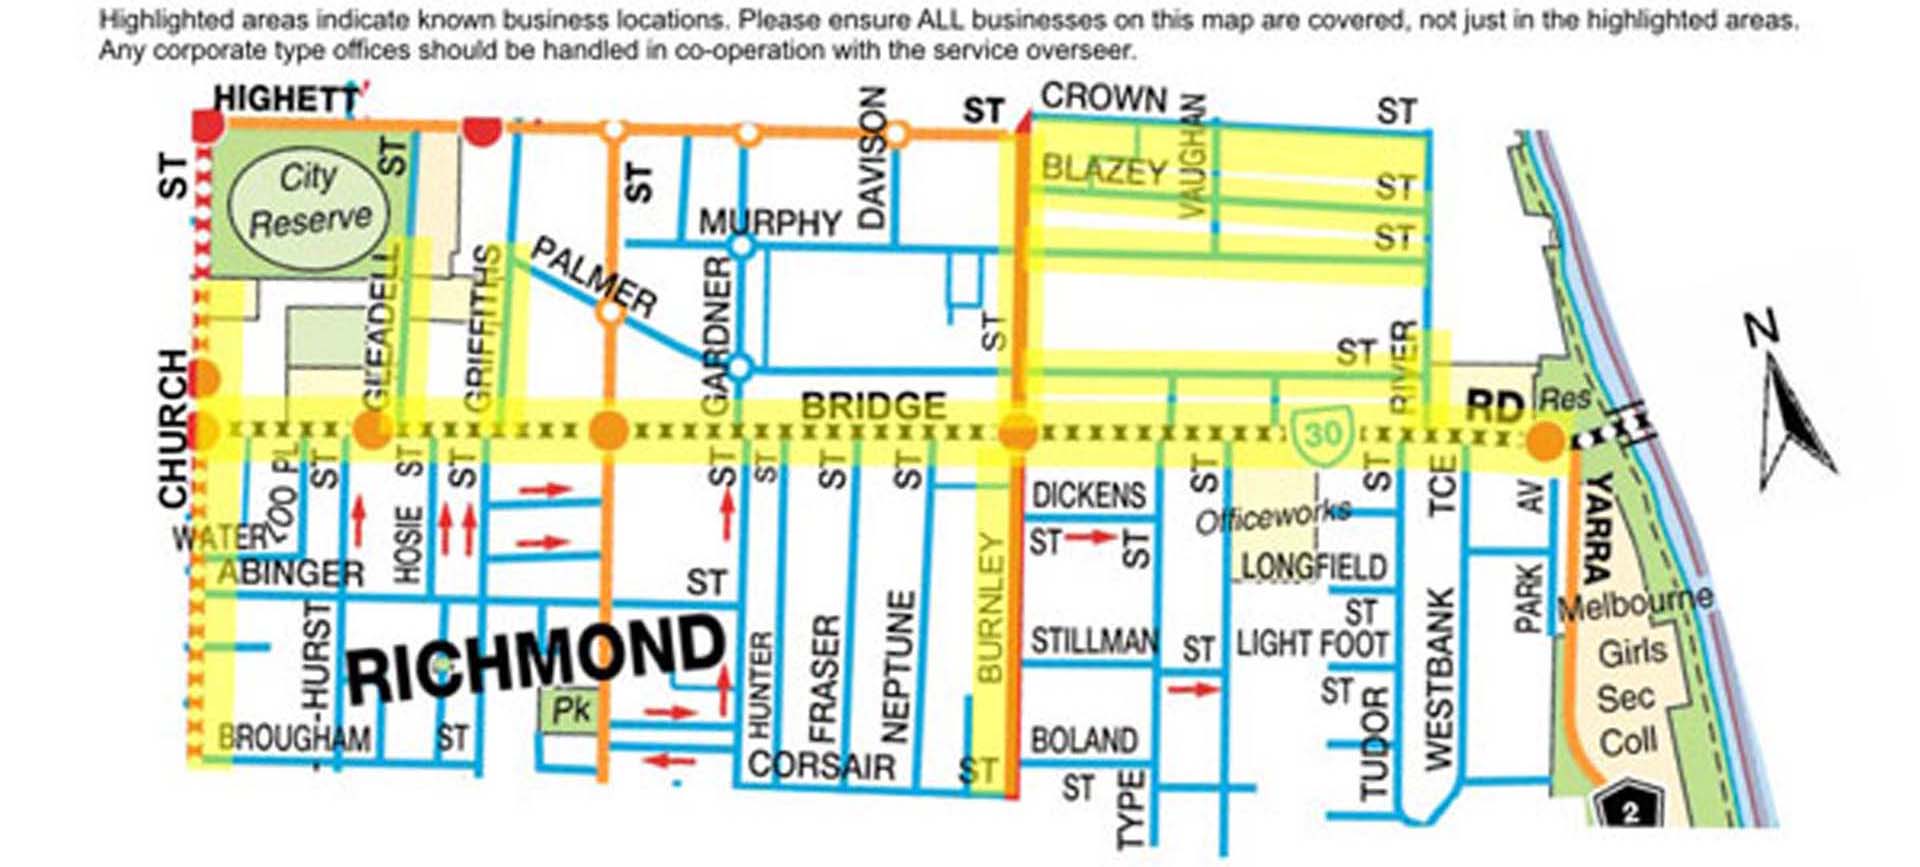 Highlighted areas indicate known business locations. Please ensure ALL businesses on this map are covered, not just in the highlighted areas.
Any corporate type offices should be handled in co-operation with the service overseer.
HIGHETT
ST
CROWN
ST
ST
City
Reserve
ST
ST
DAVISON
BLAZEY
VAUGHAN
ST
MURPHY
ST
PALMER
GLEADELL
GRIFFITHS
GARDNER
ST
ST
RIVER
N
CHURCH
BRIDGE
RD
Res
30
TOO PL
ST
ST
ST
ST
ST
ST
ST
ST
ST
TCE
AV
YARRA
DICKENS
ST
ST
Officeworks
WATER
HOSIE
ABINGER
ST
LONGFIELD
ST
BURNLEY
PARK
Melbourne
Girls
Sec
Coll
HURST
RICHMOND
HUNTER
FRASER
NEPTUNE
STILLMAN
ST
LIGHT FOOT
ST
WESTBANK
Pk
BROUGHAM
ST
CORSAIR
ST
BOLAND
ST
TYPE
TUDOR
2